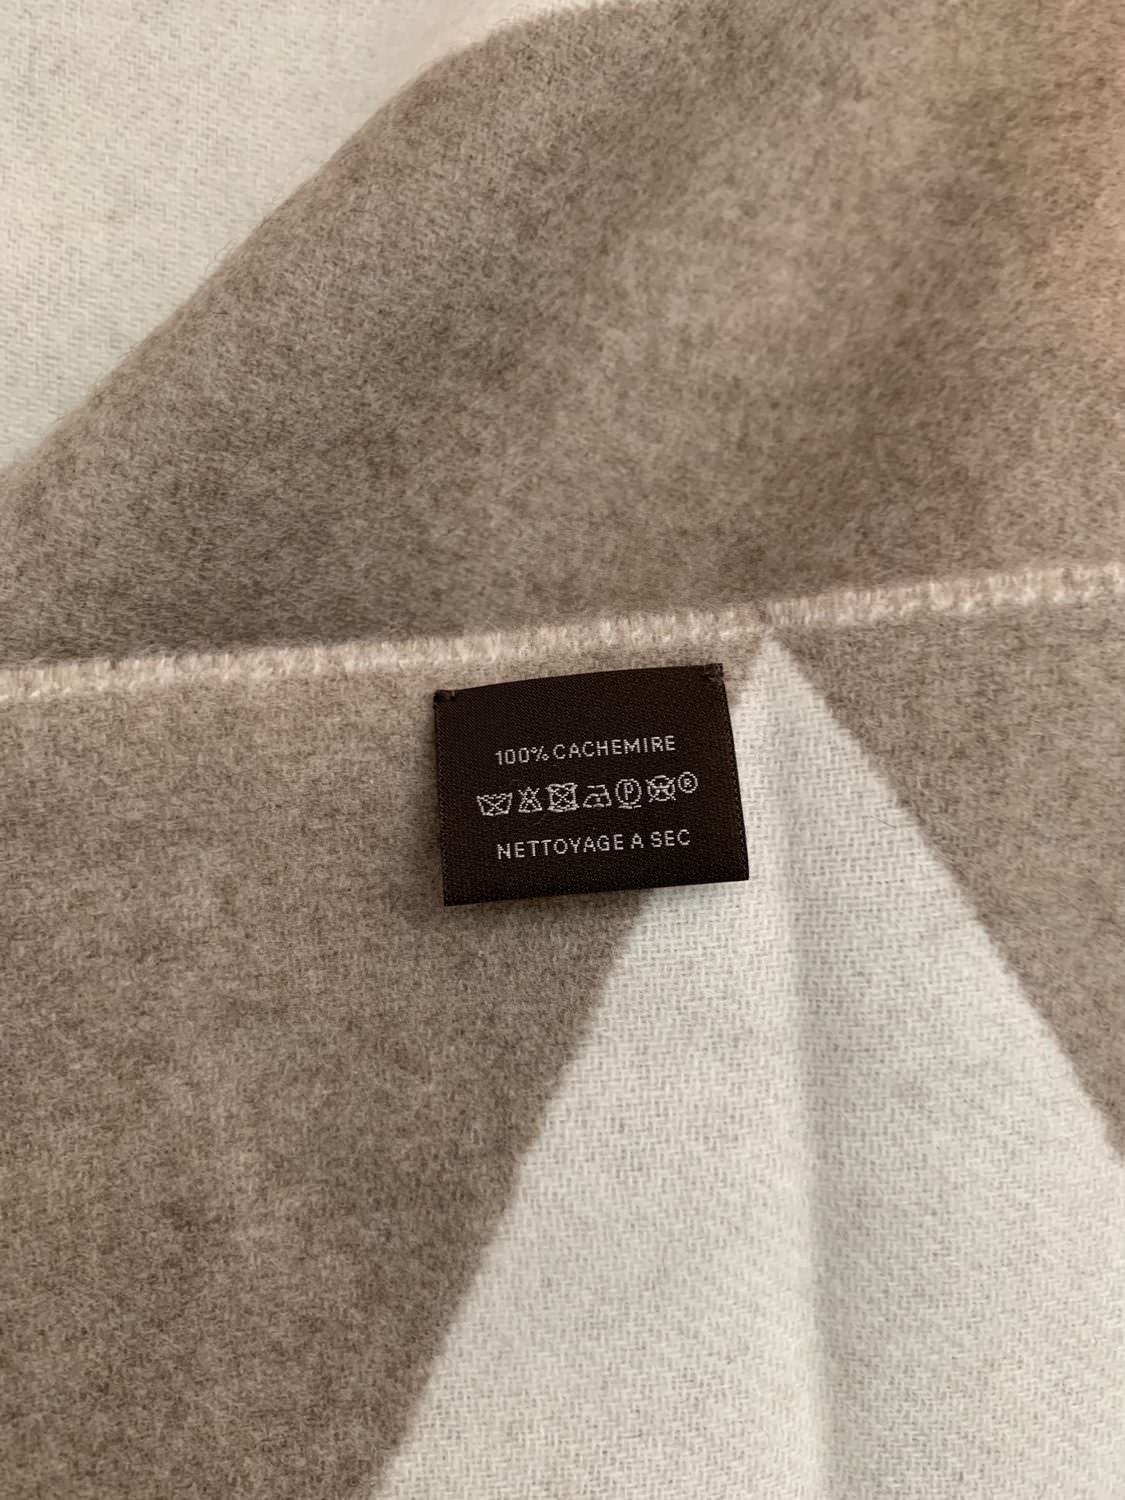 100% CACHEMIRE
P W ®
NETTOYAGE A SEC